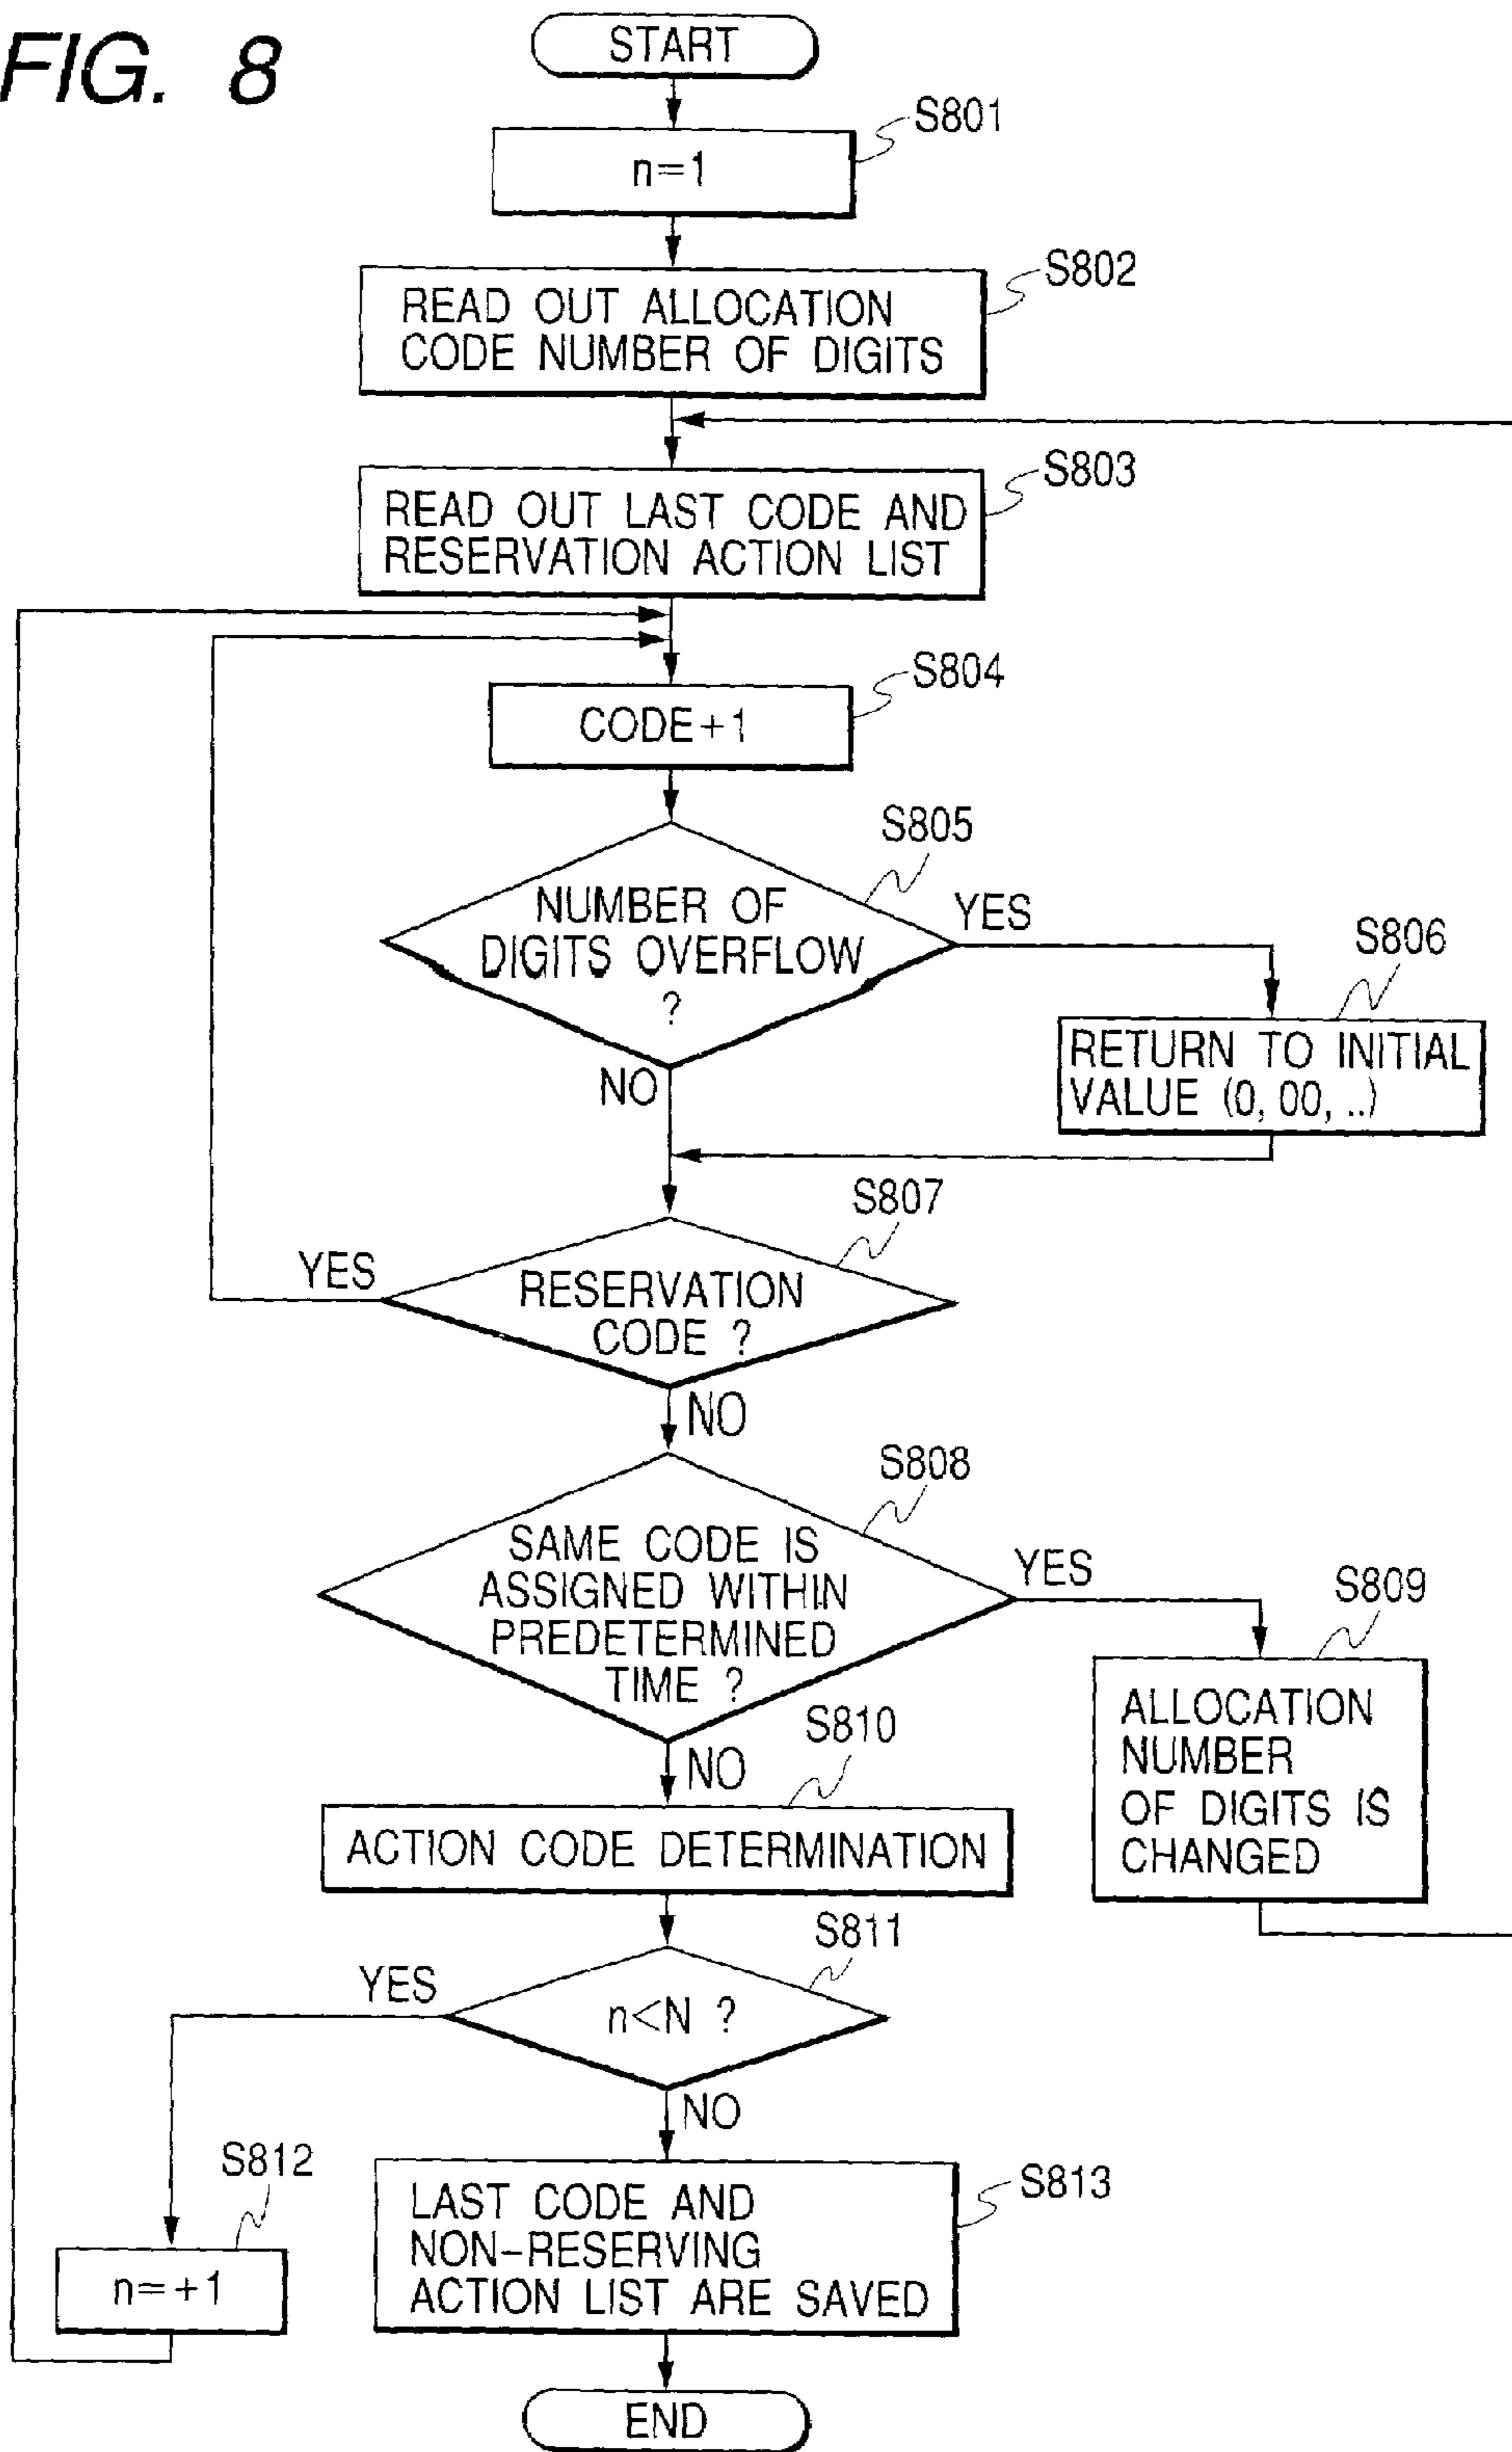 FIG. 8
START
S801
n=1
S802
READ OUT ALLOCATION
CODE NUMBER OF DIGITS
S803
READ OUT LAST CODE AND
RESERVATION ACTION LIST
S804
CODE+1
S805
NUMBER OF
DIGITS OVERFLOW
?
YES
NO
S806
RETURN TO INITIAL
VALUE (0, 00, ..)
S807
RESERVATION
CODE ?
YES
NO
S808
SAME CODE IS
ASSIGNED WITHIN
PREDETERMINED
TIME ?
YES
NO
S809
ALLOCATION
NUMBER
OF DIGITS IS
CHANGED
S810
ACTION CODE DETERMINATION
S811
n<N ?
YES
NO
S812
n=+1
S813
LAST CODE AND
NON-RESERVING
ACTION LIST ARE SAVED
END